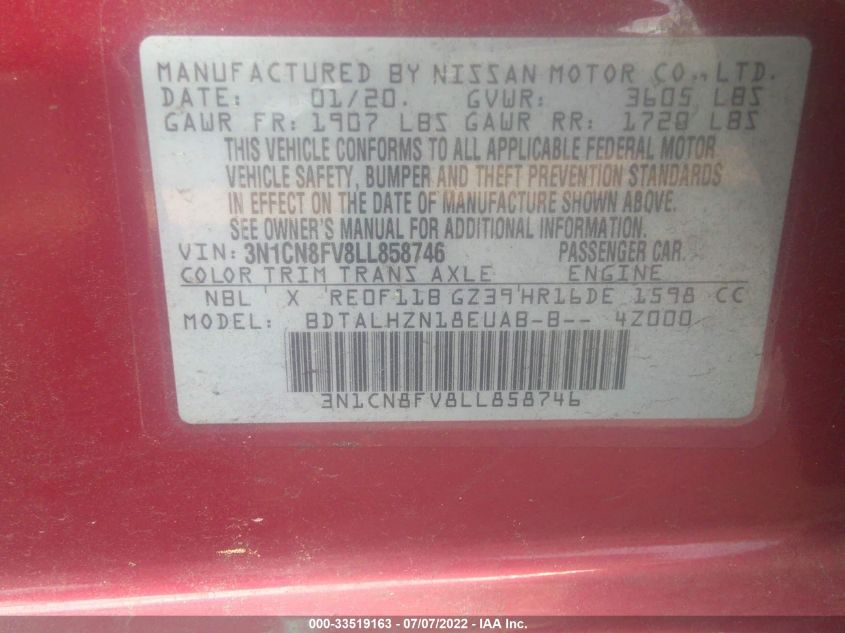 MANUFACTURED BY NISSAN MOTOR CO., LTD.
DATE: 01/20. GVWR: 3605 LBS
GAWR FR: 1907 LBS GAWR RR: 1728 LBS
THIS VEHICLE CONFORMS TO ALL APPLICABLE FEDERAL MOTOR
VEHICLE SAFETY, BUMPER AND THEFT PREVENTION STANDARDS
IN EFFECT ON THE DATE OF MANUFACTURE SHOWN ABOVE.
SEE OWNER'S MANUAL FOR ADDITIONAL INFORMATION.
VIN: 3N1CN8FV8LL858746 PASSENGER CAR.
COLOR TRIM TRANS AXLE ENGINE
NBL ' X 'RE0F11B GZ39'HR16DE 1598 CC
MODEL: BDTALHZN18EUAB-B-- 4Z000
3N1CN8FV8LL858746
000-33519163 - 07/07/2022 - IAA Inc.